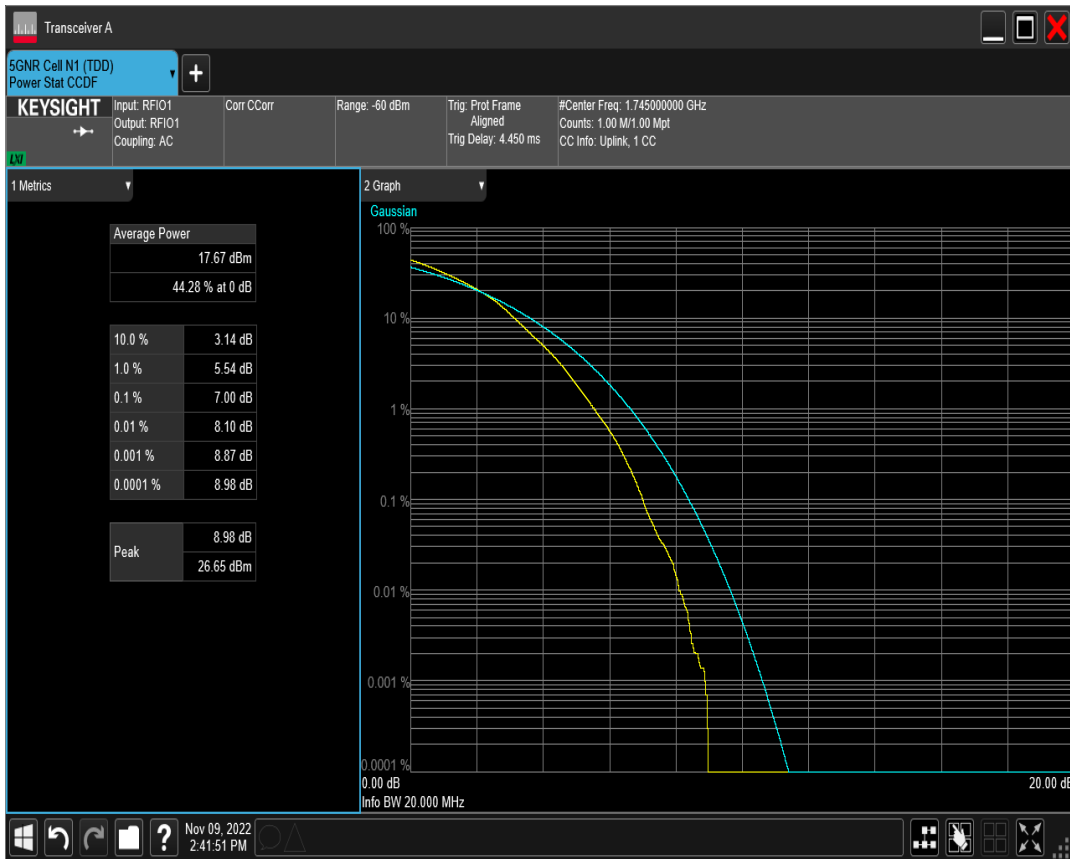 Transceiver A
5GNR Cell N1 (TDD)
Power Stat CCDF
+
KEYSIGHT
LXI
Input: RFIO1
Output: RFIO1
Coupling: AC
Corr CCorr
Range: -60 dBm
Trig: Prot Frame
Aligned
Trig Delay: 4.450 ms
#Center Freq: 1.745000000 GHz
Counts: 1.00 M/1.00 Mpt
CC Info: Uplink, 1 CC
1 Metrics
Average Power
17.67 dBm
44.28 % at 0 dB
10.0 % 3.14 dB
1.0 % 5.54 dB
0.1 % 7.00 dB
0.01 % 8.10 dB
0.001 % 8.87 dB
0.0001 % 8.98 dB
Peak
8.98 dB
26.65 dBm
2 Graph
Gaussian
100 %
10 %
1 %
0.1 %
0.01 %
0.001 %
0.0001 %
0.00 dB
20.00 dB
Info BW 20.000 MHz
?
Nov 09, 2022
2:41:51 PM